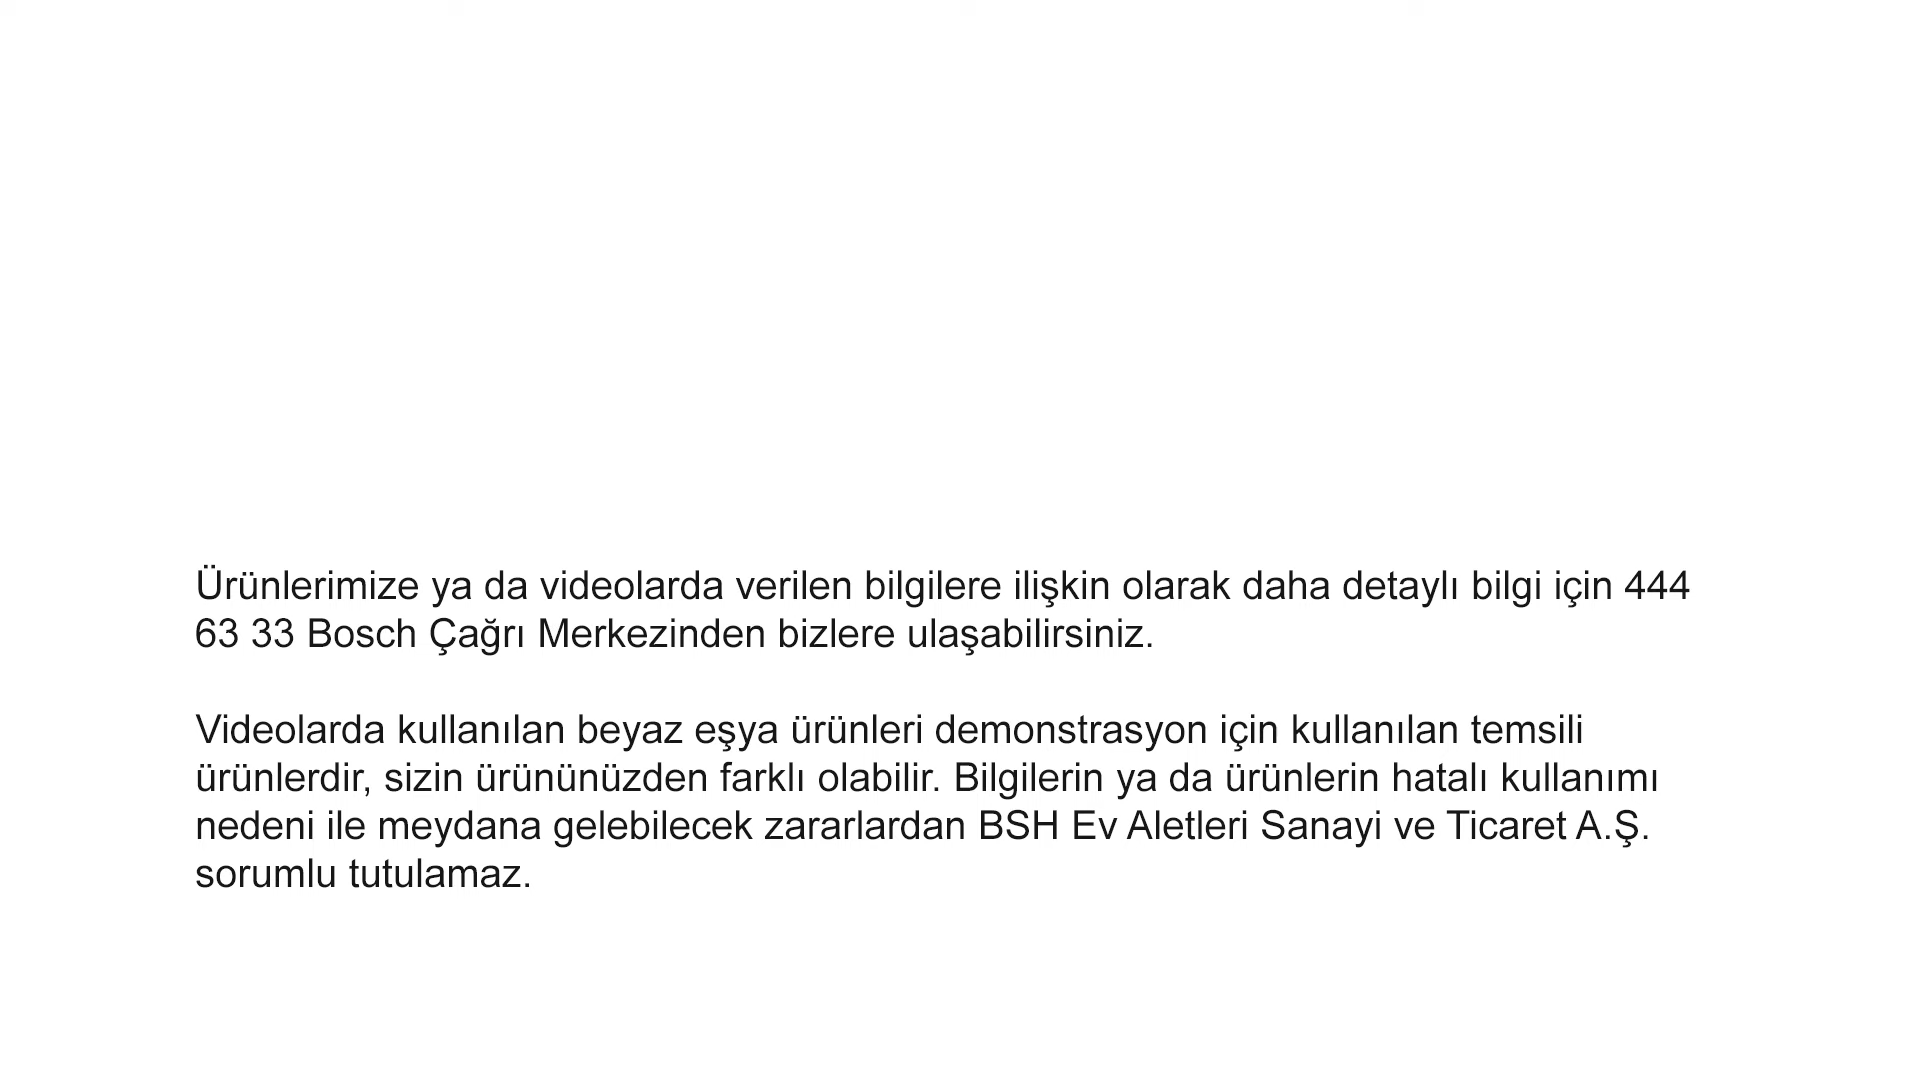 Ürünlerimize ya da videolarda verilen bilgilere ilişkin olarak daha detaylı bilgi için 444
63 33 Bosch Çağrı Merkezinden bizlere ulaşabilirsiniz.
Videolarda kullanılan beyaz eşya ürünleri demonstrasyon için kullanılan temsili
ürünlerdir, sizin ürününüzden farklı olabilir. Bilgilerin ya da ürünlerin hatalı kullanımı
nedeni ile meydana gelebilecek zararlardan BSH Ev Aletleri Sanayi ve Ticaret A.Ş.
sorumlu tutulamaz.